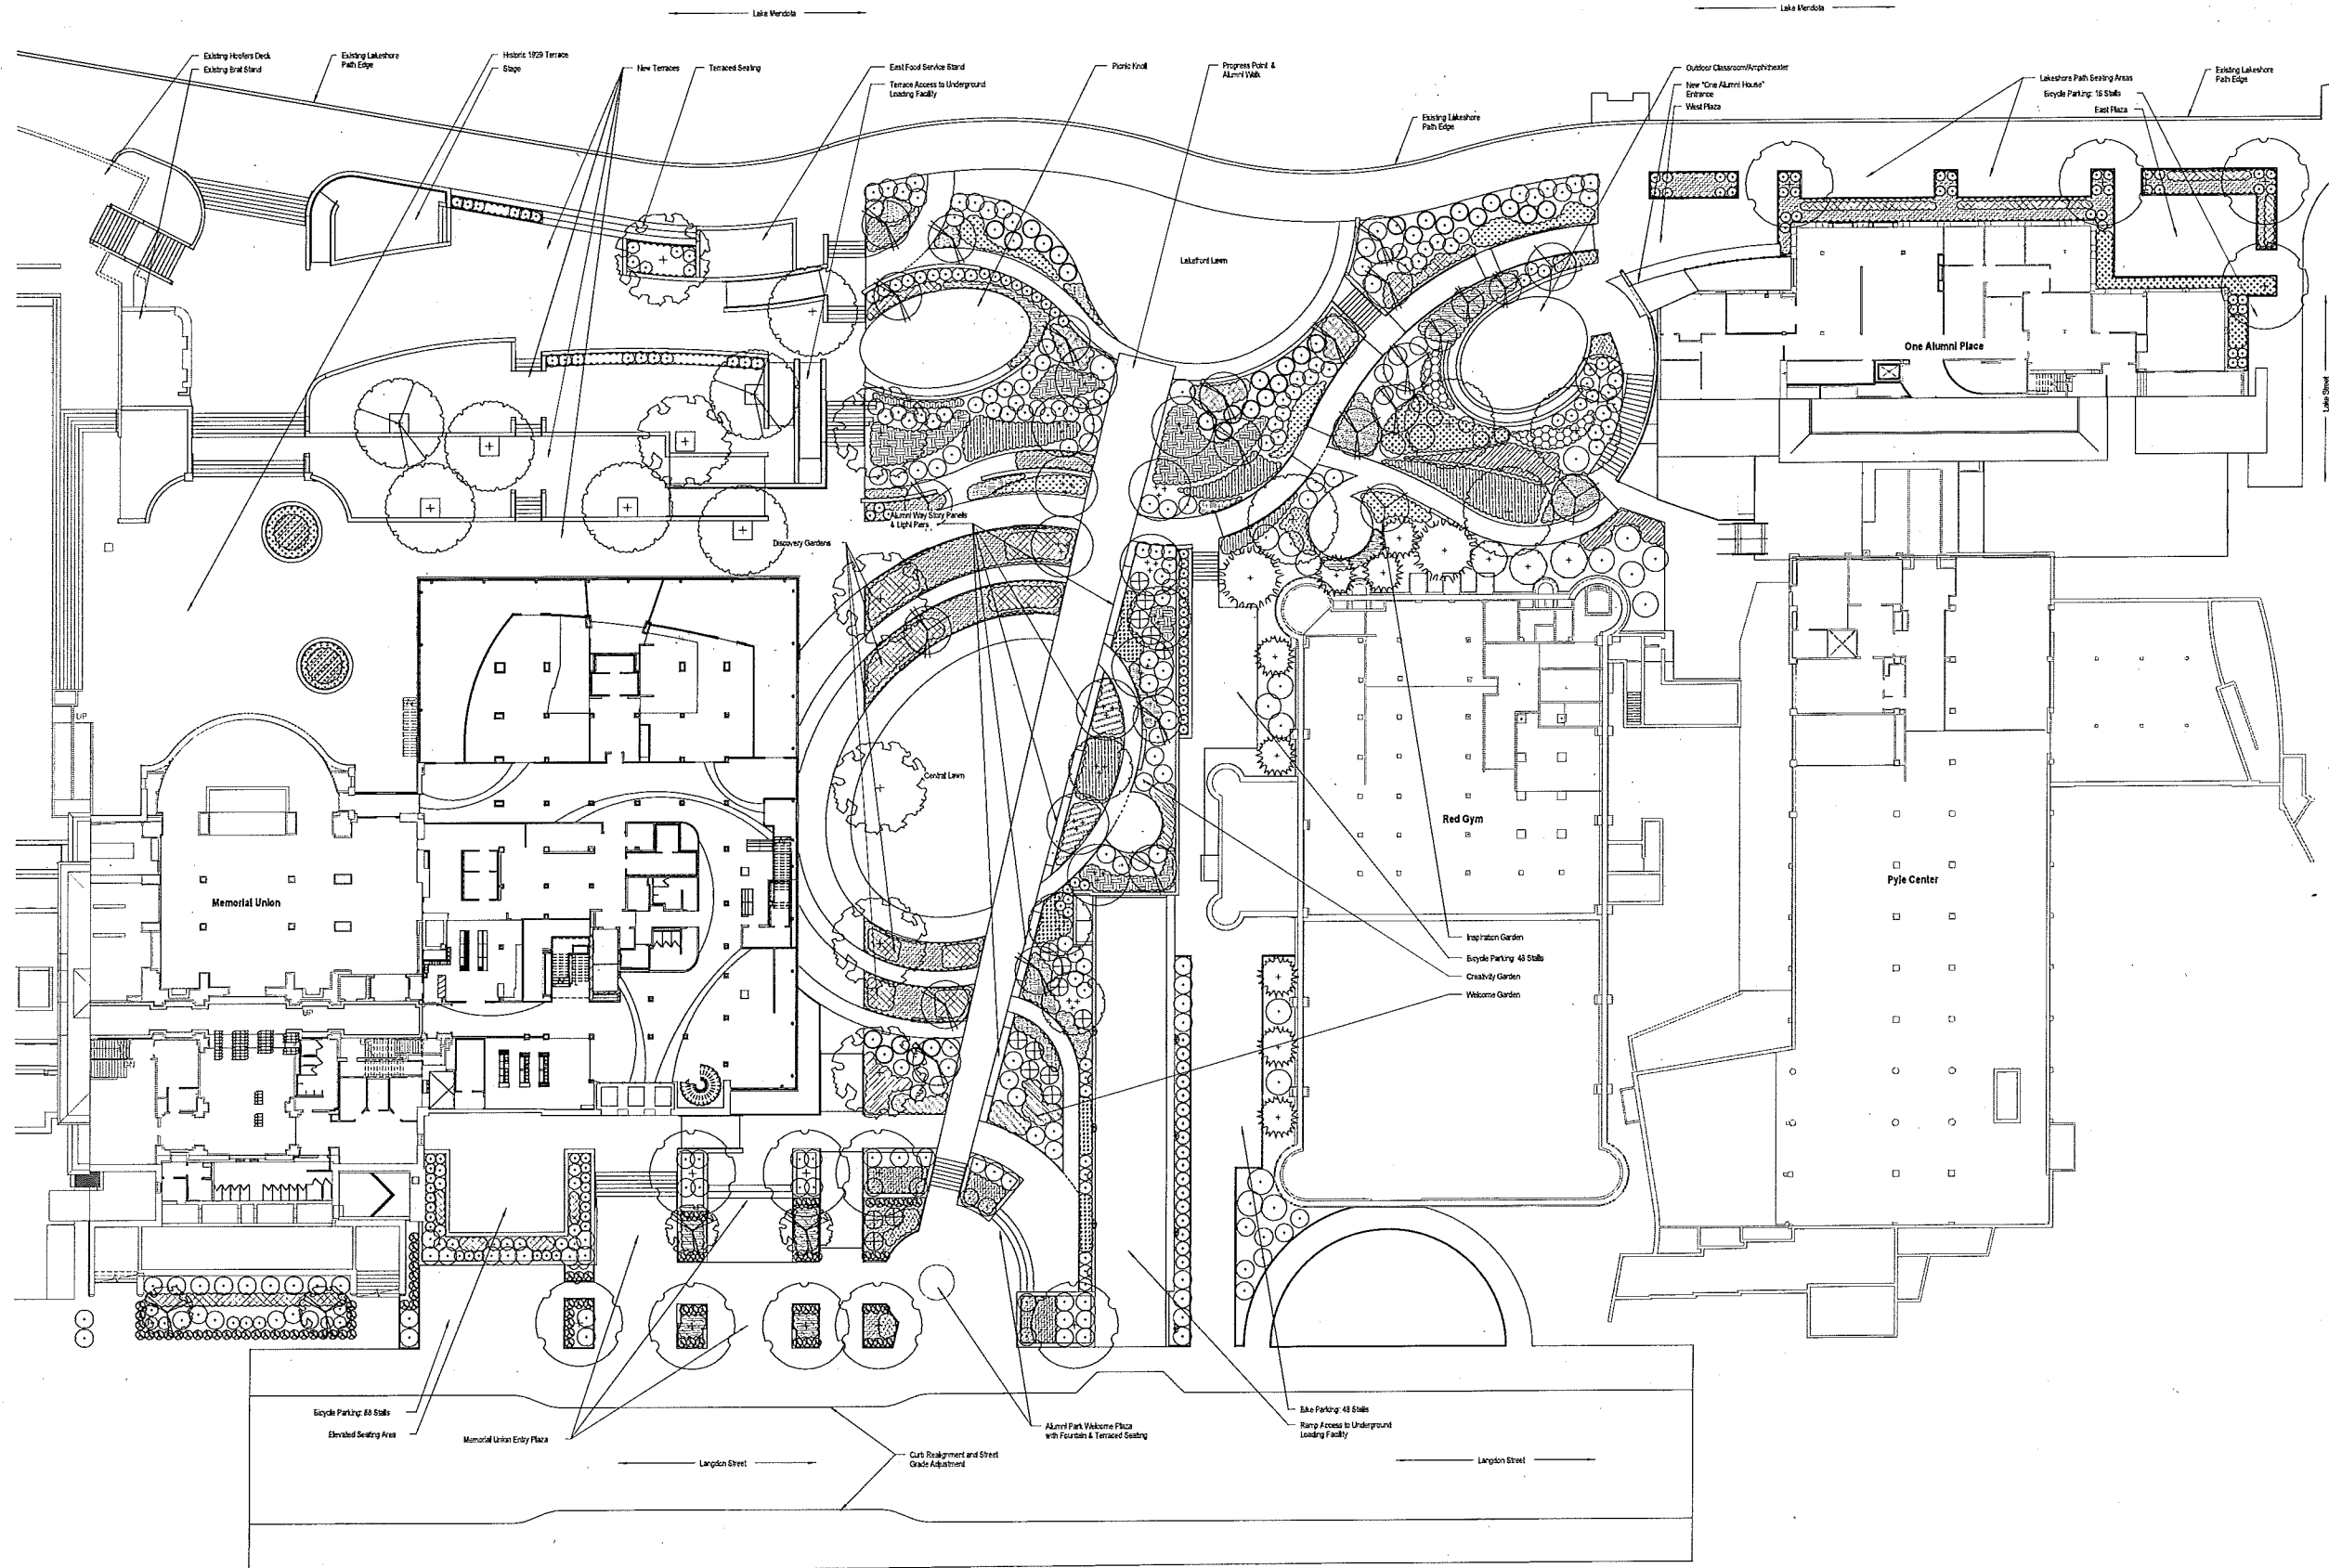 Lake Mendota
Lake Mendota
Existing Hoofers Deck
Existing Brat Stand
Existing Lakeshore
Path Edge
Historic 1929 Terrace
Stage
New Terraces
Terraced Seating
East Food Service Stand
Terrace Access to Underground
Loading Facility
Picnic Knoll
Progress Point &
Alumni Walk
Existing Lakeshore
Path Edge
Outdoor Classroom/Amphitheater
New "One Alumni House"
Entrance
West Plaza
Lakeshore Path Seating Areas
Bicycle Parking: 16 Stalls
East Plaza
Existing Lakeshore
Path Edge
Lakefront Lawn
One Alumni Place
Lake Street
Alumni Way Story Panels
& Light Piers
Discovery Gardens
UP
Central Lawn
Red Gym
Memorial Union
Pyle Center
Inspiration Garden
Bicycle Parking: 48 Stalls
Creativity Garden
Welcome Garden
UP
Bicycle Parking: 88 Stalls
Elevated Seating Area
Memorial Union Entry Plaza
Curb Realignment and Street
Grade Adjustment
Alumni Park Welcome Plaza
with Fountain & Terraced Seating
Bike Parking: 48 Stalls
Ramp Access to Underground
Loading Facility
Langdon Street
Langdon Street